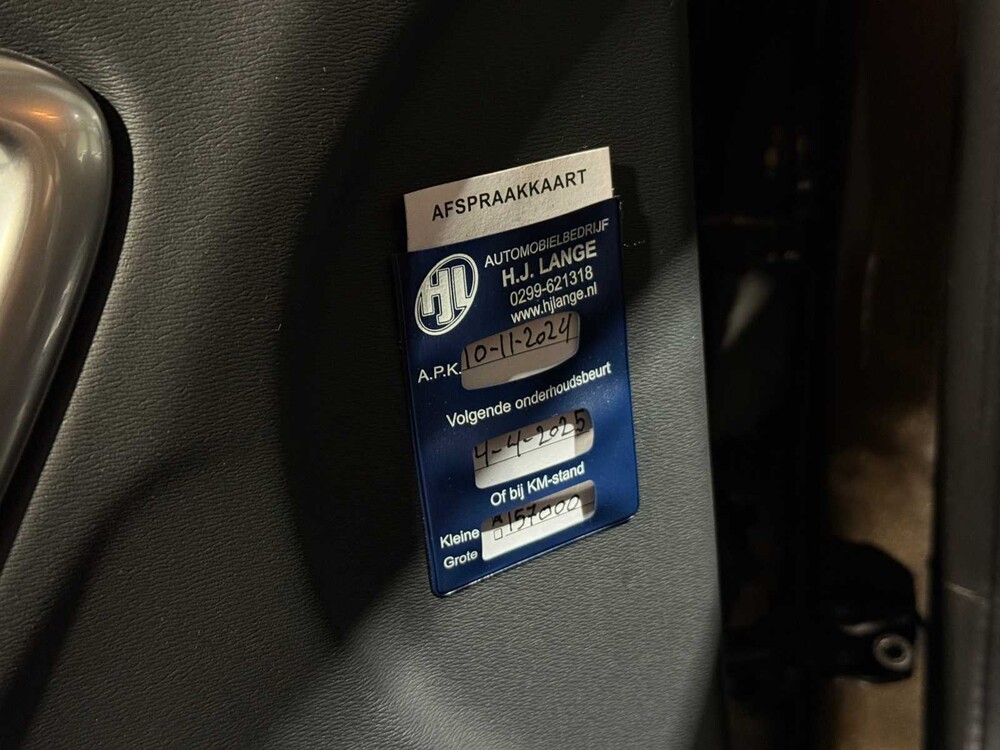 AFSPRAAKKAART
HJL
AUTOMOBIELBEDRIJF
H.J. LANGE
0299-621318
www.hjlange.nl
A.P.K. 10-11-2024
Volgende onderhoudsbeurt
4-4-2025
Of bij KM-stand
Kleine 157000
Grote